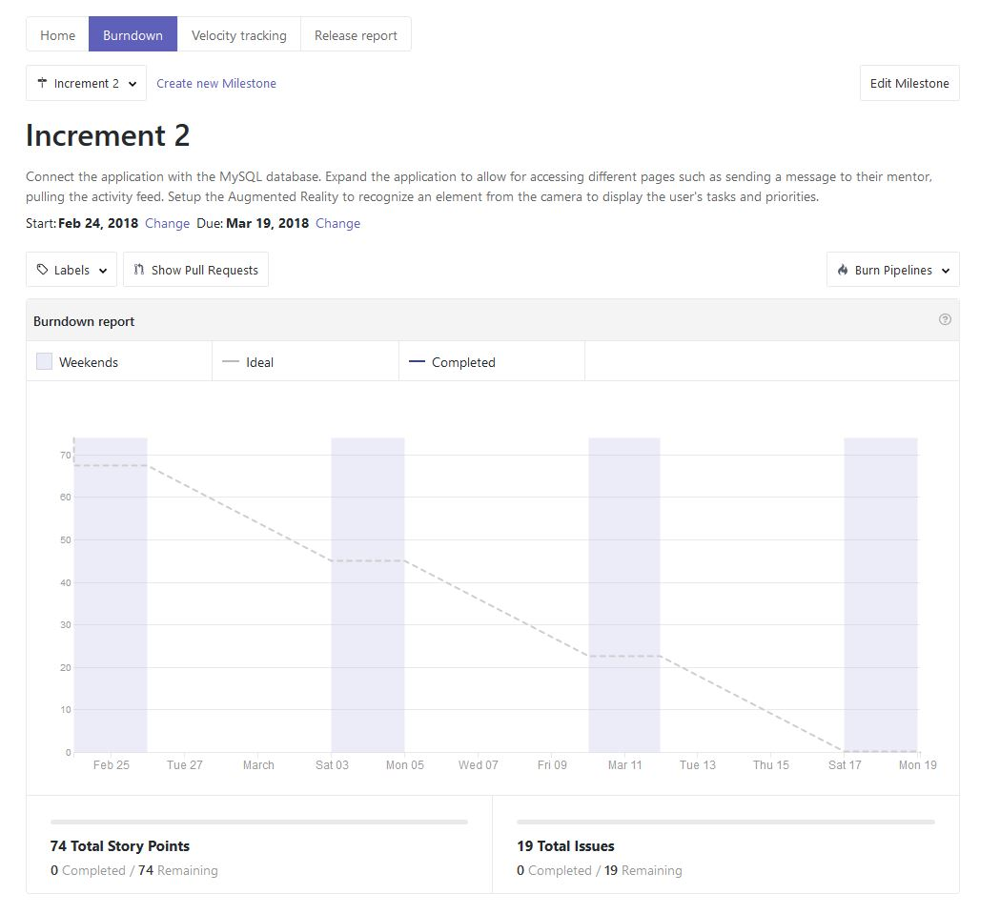 Home Burndown Velocity tracking Release report
Increment 2 Create new Milestone Edit Milestone
Increment 2
Connect the application with the MySQL database. Expand the application to allow for accessing different pages such as sending a message to their mentor,
pulling the activity feed. Setup the Augmented Reality to recognize an element from the camera to display the user's tasks and priorities.
Start: Feb 24, 2018 Change Due: Mar 19, 2018 Change
Labels Show Pull Requests Burn Pipelines
Burndown report ?
Weekends Ideal Completed
70
60
50
40
30
20
10
0
Feb 25 Tue 27 March Sat 03 Mon 05 Wed 07 Fri 09 Mar 11 Tue 13 Thu 15 Sat 17 Mon 19
74 Total Story Points
0 Completed / 74 Remaining
19 Total Issues
0 Completed / 19 Remaining